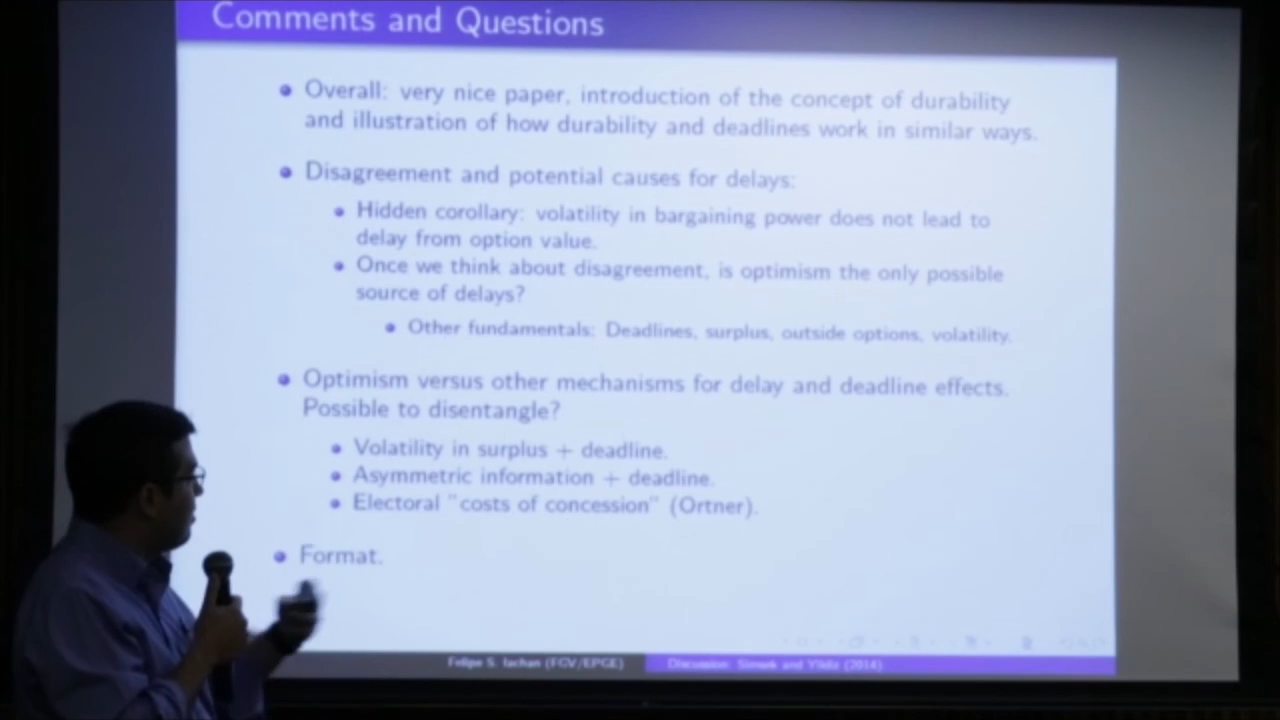 Comments and Questions
Overall: very nice paper, introduction of the concept of durability
and illustration of how durability and deadlines work in similar ways.
Disagreement and potential causes for delays:
Hidden corollary: volatility in bargaining power does not lead to
delay from option value.
Once we think about disagreement, is optimism the only possible
source of delays?
Other fundamentals: Deadlines, surplus, outside options, volatility.
Optimism versus other mechanisms for delay and deadline effects.
Possible to disentangle?
Volatility in surplus + deadline.
Asymmetric information + deadline.
Electoral "costs of concession" (Ortner).
Format.
Felipe S. Iachan (FGV/EPGE)
Discussion: Simsek and Yildiz (2014)